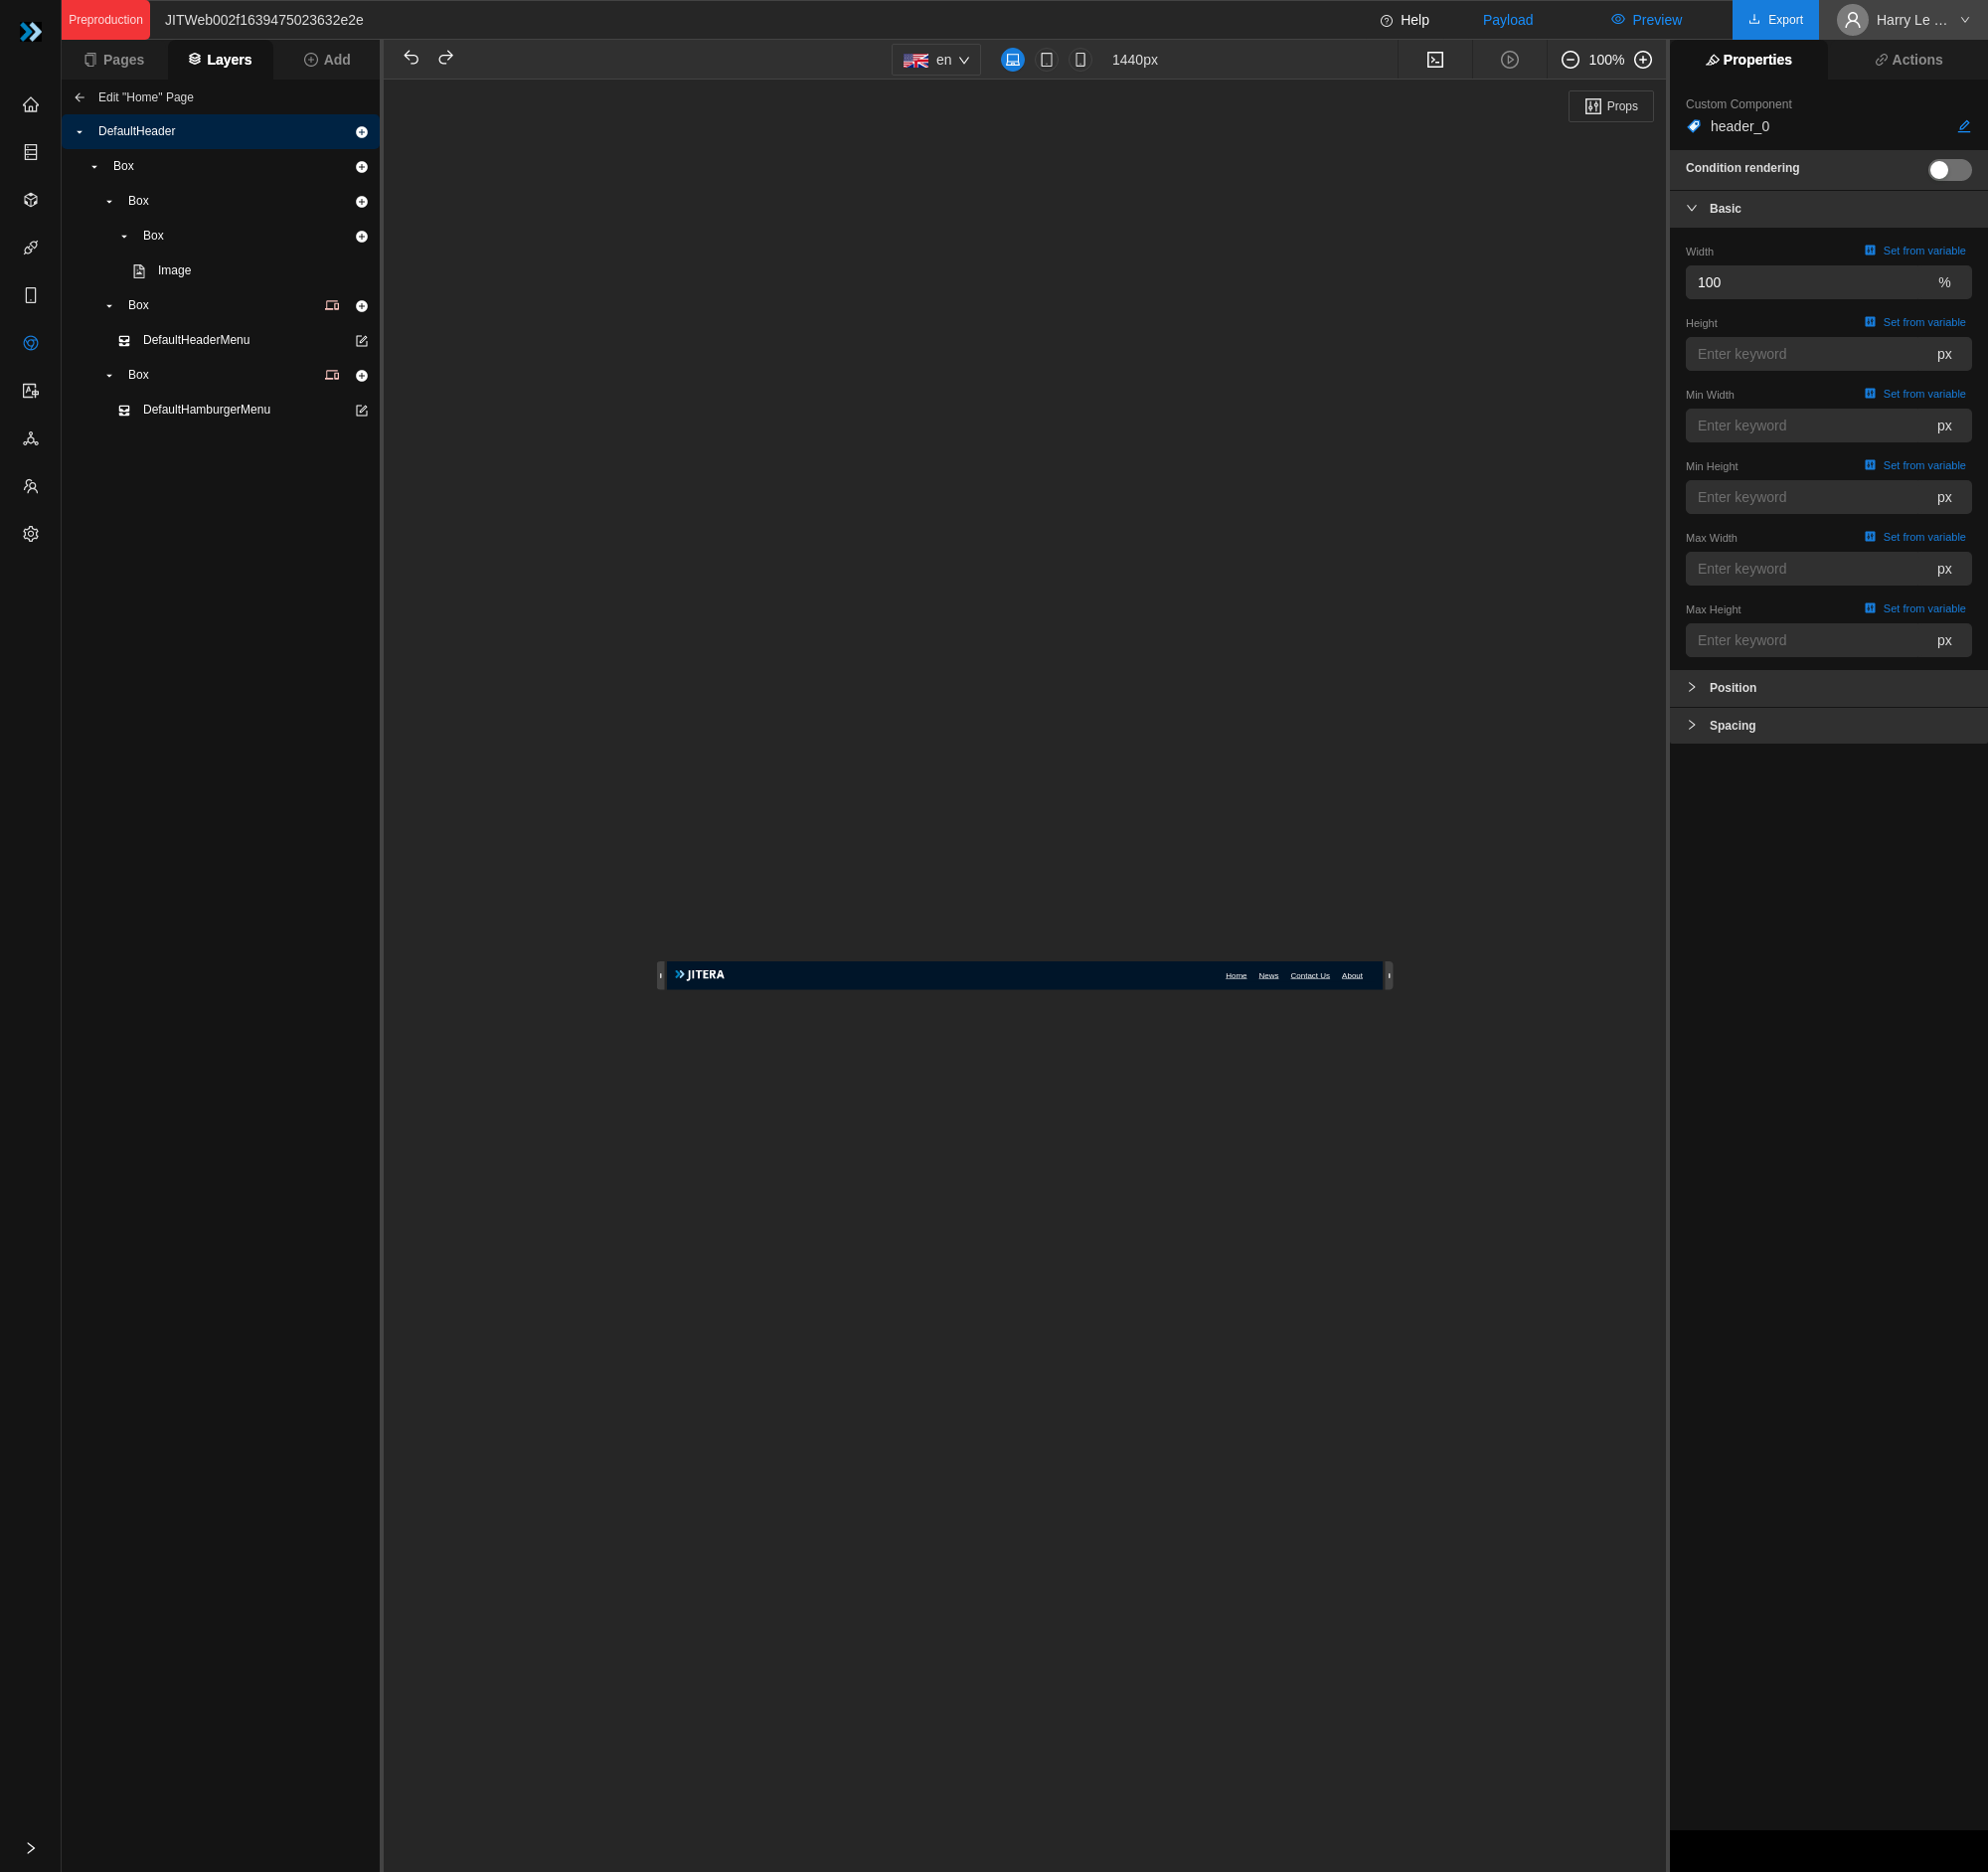 Preproduction
JITWeb002f1639475023632e2e
Help
Payload
Preview
Export
Harry Le ...
Pages
Layers
Add
en
1440px
100%
Properties
Actions
Edit "Home" Page
DefaultHeader
Box
Box
Box
Image
Box
DefaultHeaderMenu
Box
DefaultHamburgerMenu
Props
JITERA
Home News Contact Us About
Custom Component
header_0
Condition rendering
Basic
Width Set from variable
100 %
Height Set from variable
Enter keyword px
Min Width Set from variable
Enter keyword px
Min Height Set from variable
Enter keyword px
Max Width Set from variable
Enter keyword px
Max Height Set from variable
Enter keyword px
Position
Spacing